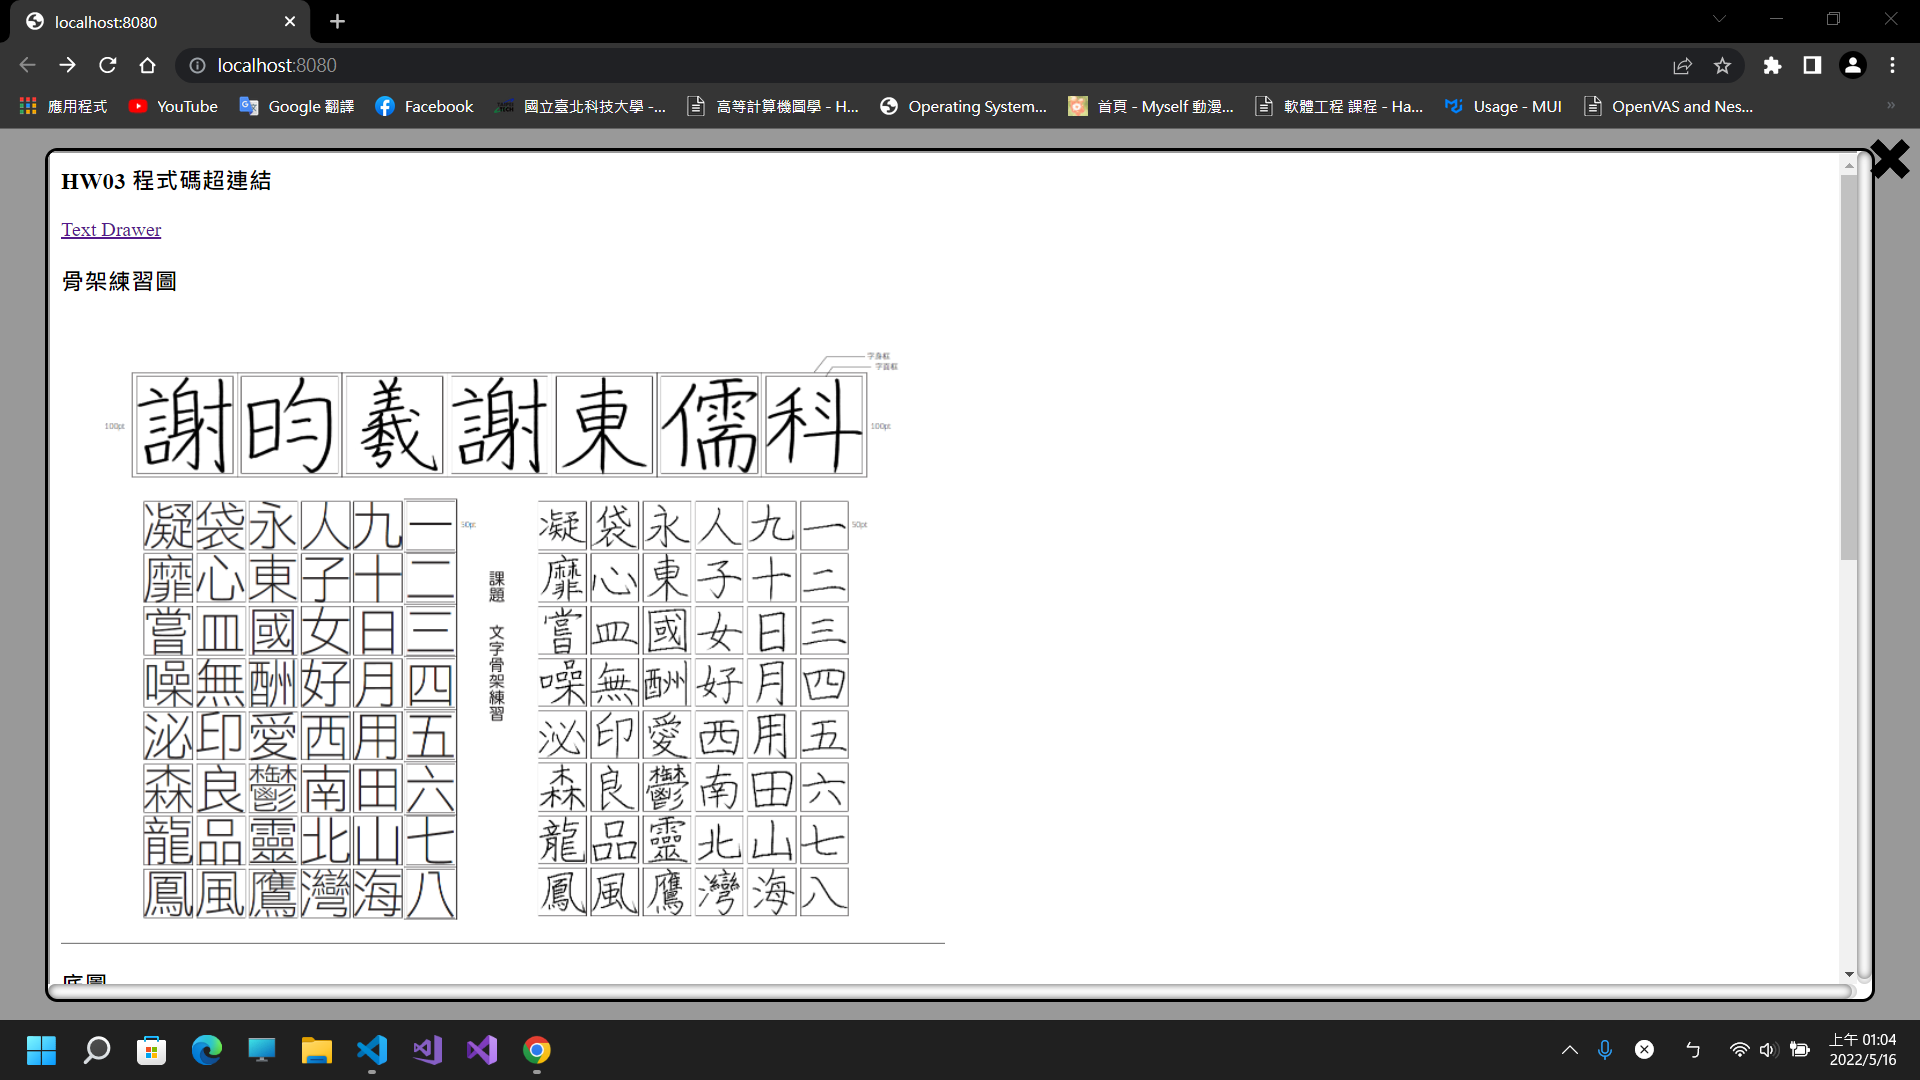 localhost:8080
localhost:8080
應用程式 YouTube Google 翻譯 Facebook 國立臺北科技大學 -... 高等計算機圖學 - H... Operating System... 首頁 - Myself 動漫... 軟體工程 課程 - Ha... Usage - MUI OpenVAS and Nes...
HW03 程式碼超連結
Text Drawer
骨架練習圖
字身框
字面框
100pt 謝昀羲謝東儒科 100pt
凝袋永人九一 50pt
靡心東子十二
嘗皿國女日三
噪無酬好月四
泌印愛西用五
森良鬱南田六
龍品靈北山七
鳳風鷹灣海八
課題 文字骨架練習
凝袋永人九一 50pt
靡心東子十二
嘗皿國女日三
噪無酬好月四
泌印愛西用五
森良鬱南田六
龍品靈北山七
鳳風鷹灣海八
底圖
上午 01:04
2022/5/16